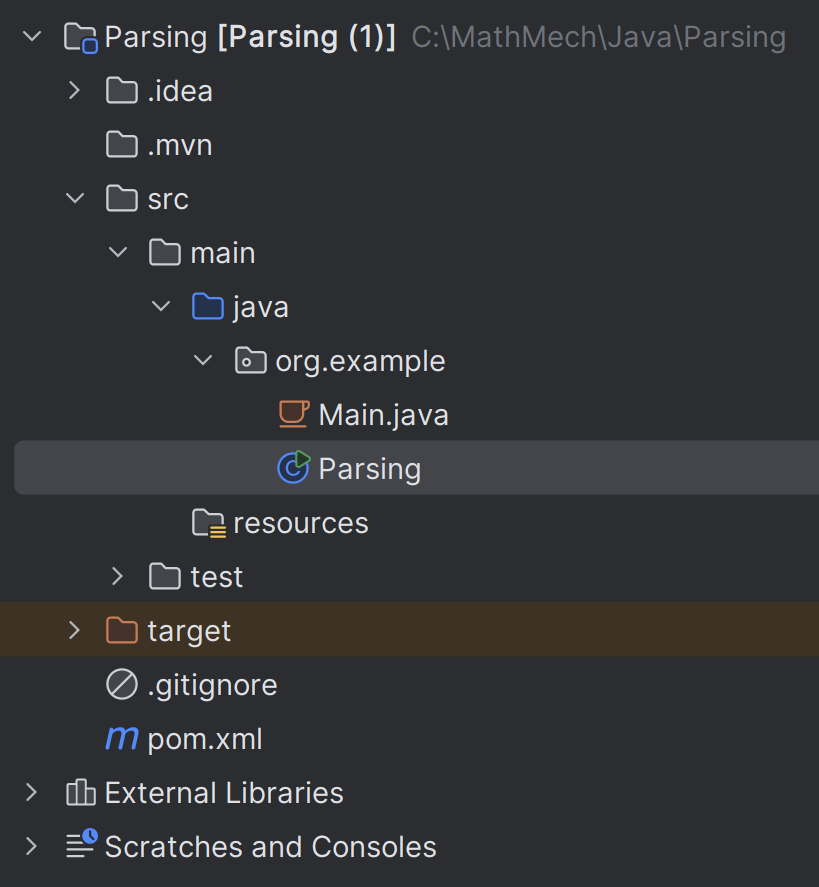 Parsing [Parsing (1)] C:\MathMech\Java\Parsing
.idea
.mvn
src
main
java
org.example
Main.java
Parsing
resources
test
target
.gitignore
pom.xml
External Libraries
Scratches and Consoles